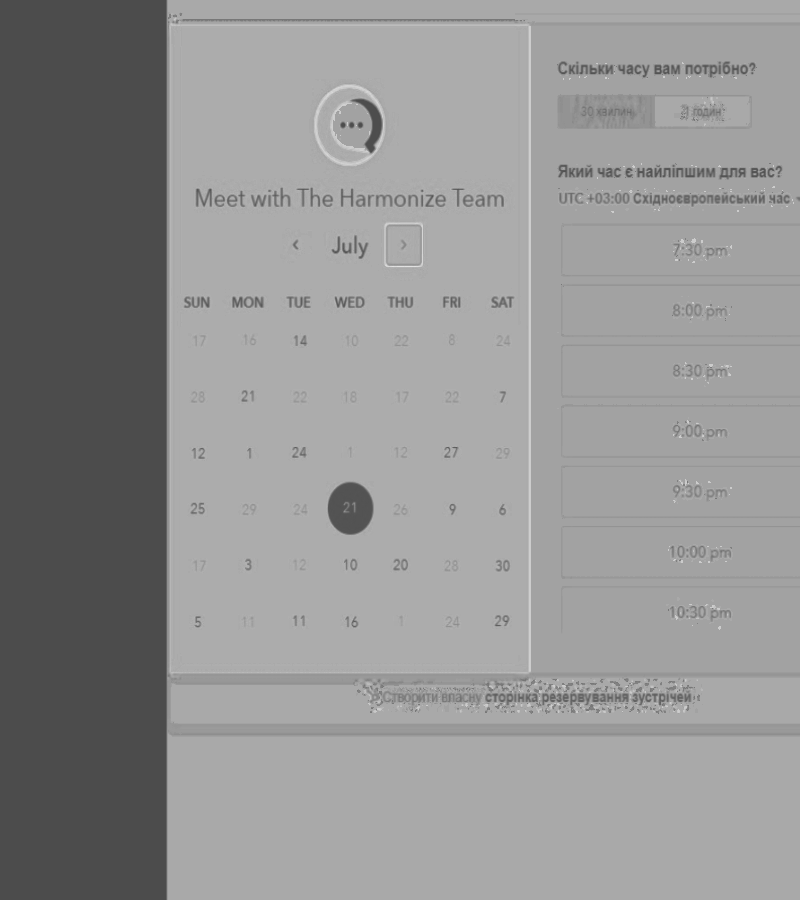 Meet with The Harmonize Team
July
SUN MON TUE WED THU FRI SAT
17 16 14 10 22 8 24
28 21 22 18 17 22 7
12 1 24 1 12 27 29
25 29 24 21 26 9 6
17 3 12 10 20 28 30
5 11 11 16 1 24 29
Скільки часу вам потрібно?
30 хвилин
годин
Який час є найліпшим для вас?
UTC +03:00 Східноєвропейський час
7:30 pm
8:00 pm
8:30 pm
9:00 pm
9:30 pm
10:00 pm
10:30 pm
Створити власну сторінка резервування зустрічей